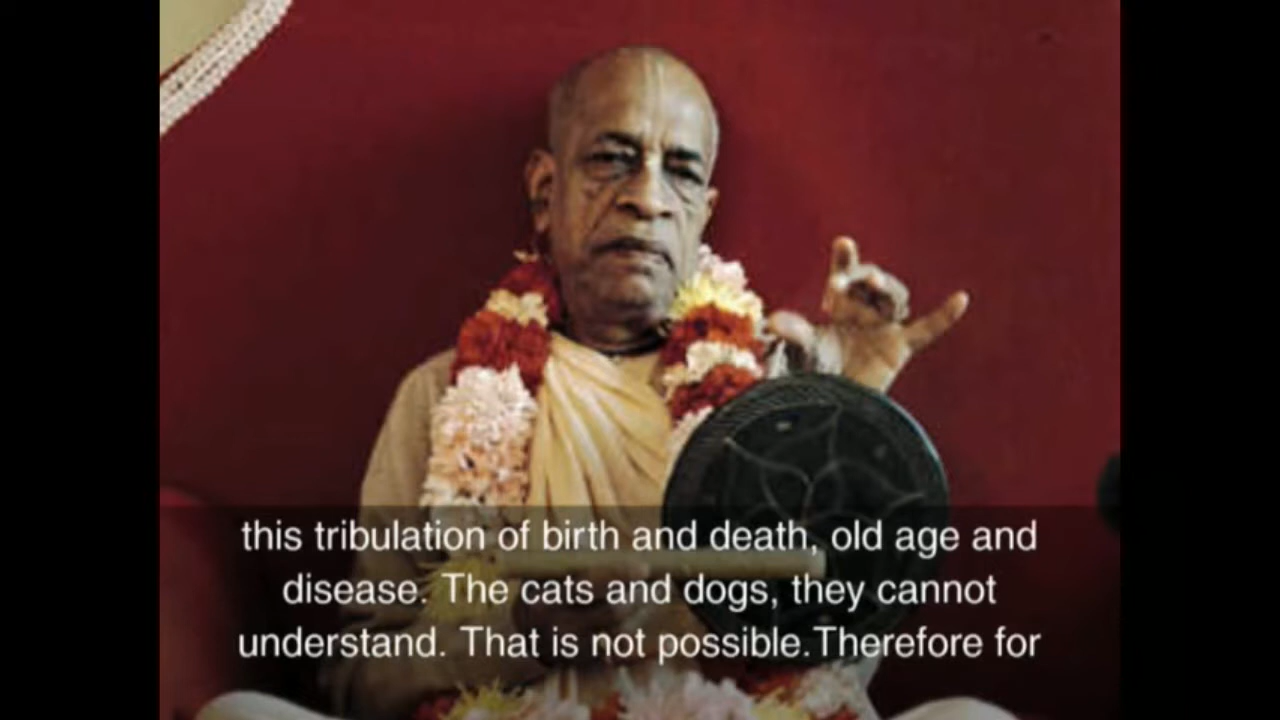 this tribulation of birth and death, old age and
disease. The cats and dogs, they cannot
understand. That is not possible.Therefore for